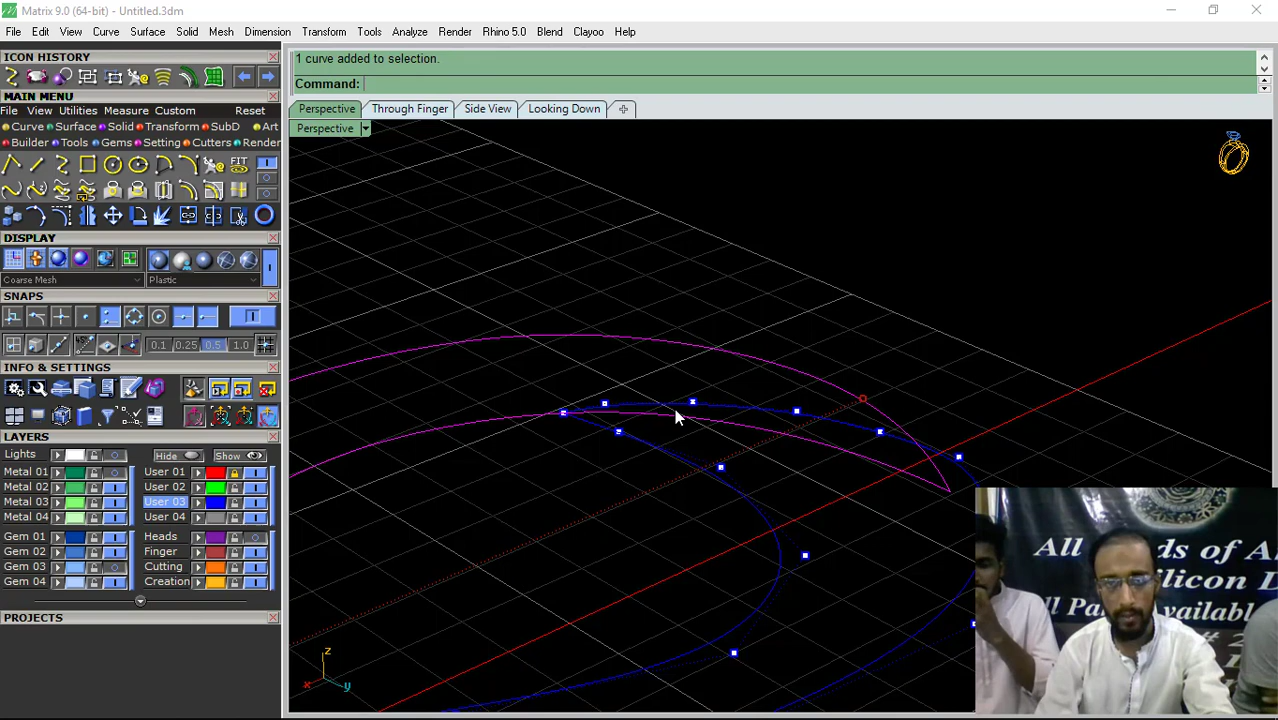 Matrix 9.0 (64-bit) - Untitled.3dm
File Edit View Curve Surface Solid Mesh Dimension Transform Tools Analyze Render Rhino 5.0 Blend Clayoo Help
ICON HISTORY
1 curve added to selection.
Command:
MAIN MENU
File View Utilities Measure Custom Reset
Curve Surface Solid Transform SubD Art
Builder Tools Gems Setting Cutters Render
Perspective Through Finger Side View Looking Down
Perspective
FIT
DISPLAY
Coarse Mesh Plastic
SNAPS
0.1 0.25 0.5 1.0
INFO & SETTINGS
LAYERS
Lights Hide Show
Metal 01 User 01
Metal 02 User 02
Metal 03 User 03
Metal 04 User 04
Gem 01 Heads
Gem 02 Finger
Gem 03 Cutting
Gem 04 Creation
PROJECTS
z
x y
All ds of A
ilicon
ll Pa Available
# 2